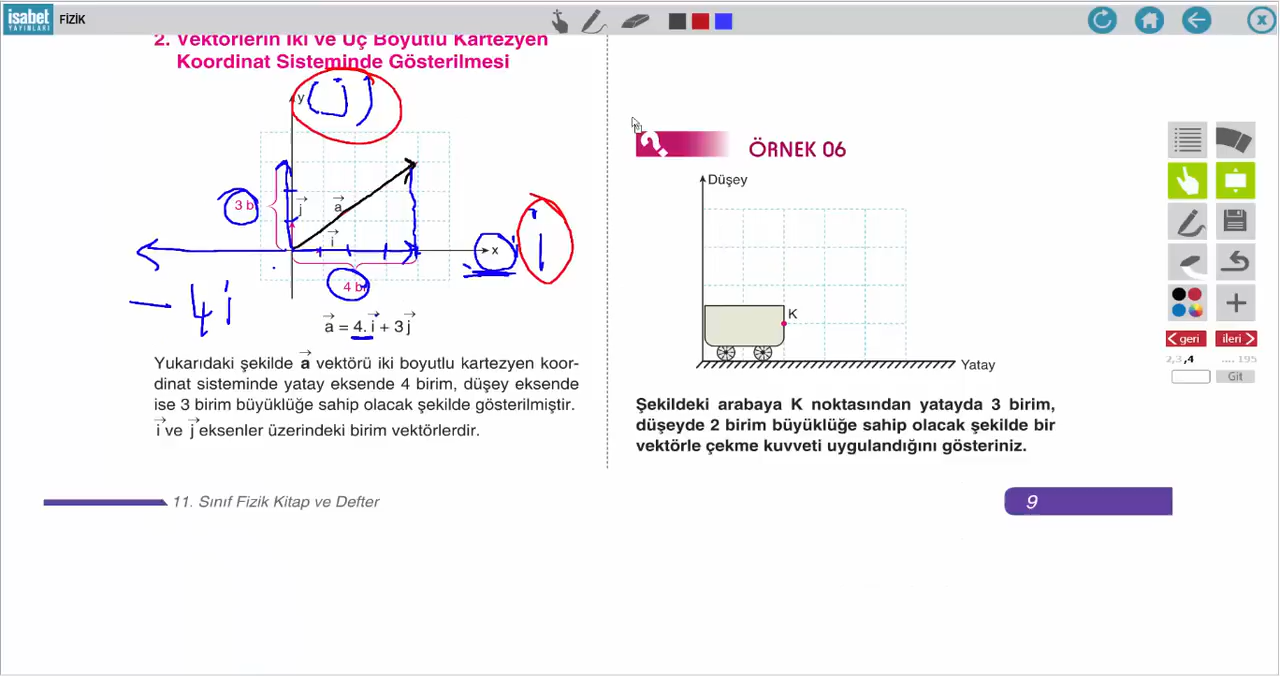 isabet
YAYINLARI
FİZİK
2. Vektörlerin İki ve Üç Boyutlu Kartezyen
Koordinat Sisteminde Gösterilmesi
y
j
3 b
j
a
i
x
i
4 b
- 4 i
a = 4. i + 3 j
Yukarıdaki şekilde a vektörü iki boyutlu kartezyen koor-
dinat sisteminde yatay eksende 4 birim, düşey eksende
ise 3 birim büyüklüğe sahip olacak şekilde gösterilmiştir.
i ve j eksenler üzerindeki birim vektörlerdir.
11. Sınıf Fizik Kitap ve Defter
?
ÖRNEK 06
Düşey
K
Yatay
Şekildeki arabaya K noktasından yatayda 3 birim,
düşeyde 2 birim büyüklüğe sahip olacak şekilde bir
vektörle çekme kuvveti uygulandığını gösteriniz.
9
geri
ileri
2,3,4 .... 195
Git